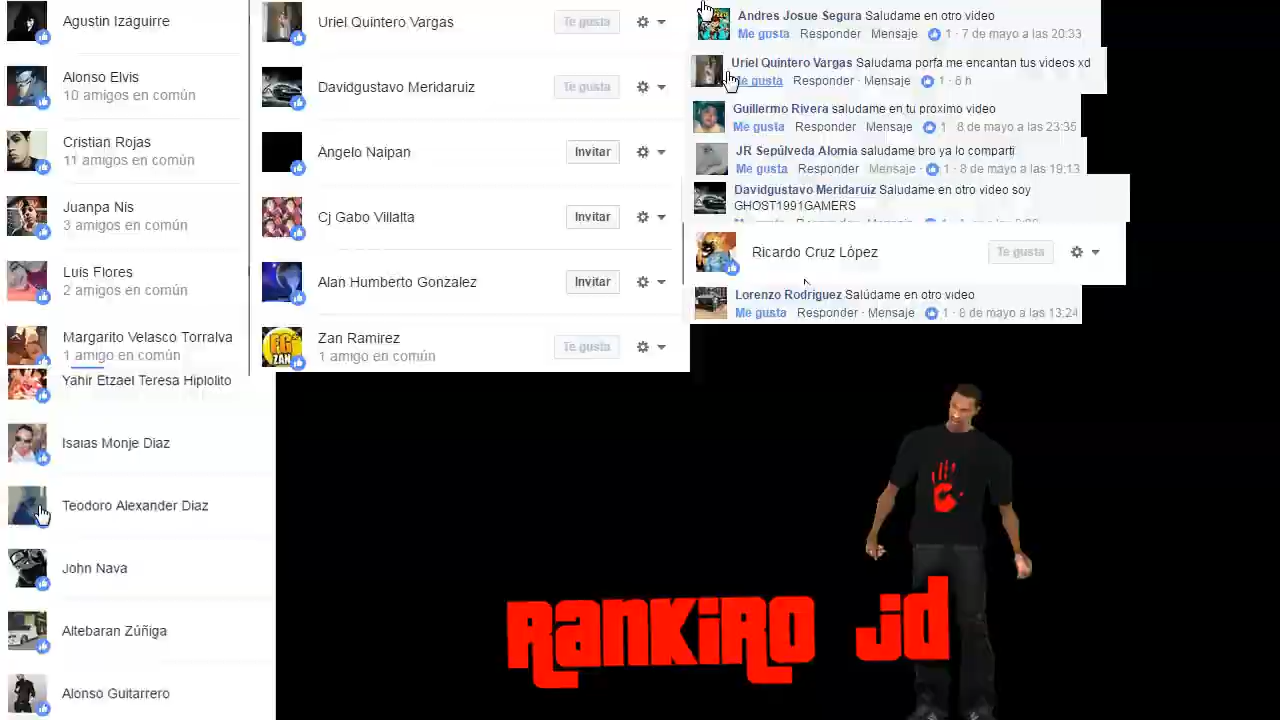 Agustin Izaguirre
Alonso Elvis
10 amigos en común
Cristian Rojas
11 amigos en común
Juanpa Nis
3 amigos en común
Luis Flores
2 amigos en común
Margarito Velasco Torralva
1 amigo en común
Yahir Etzael Teresa Hiplolito
Isaias Monje Diaz
Teodoro Alexander Diaz
John Nava
Altebaran Zúñiga
Alonso Guitarrero
Uriel Quintero Vargas Te gusta
Davidgustavo Meridaruiz Te gusta
Angelo Naipan Invitar
Cj Gabo Villalta Invitar
Alan Humberto Gonzalez Invitar
Zan Ramirez Te gusta
1 amigo en común
FG
ZAN
Andres Josue Segura Saludame en otro video
Me gusta Responder Mensaje 1 · 7 de mayo a las 20:33
Uriel Quintero Vargas Saludama porfa me encantan tus videos xd
Me gusta Responder · Mensaje 1 · 6 h
Guillermo Rivera saludame en tu proximo video
Me gusta Responder Mensaje 1 8 de mayo a las 23:35
JR Sepúlveda Alomia saludame bro ya lo compartí
Me gusta Responder Mensaje · 1 · 8 de mayo a las 19:13
Davidgustavo Meridaruiz Saludame en otro video soy
GHOST1991GAMERS
Ricardo Cruz López Te gusta
Lorenzo Rodriguez Salúdame en otro video
Me gusta Responder · Mensaje 1 · 8 de mayo a las 13:24
RANKIRO JD